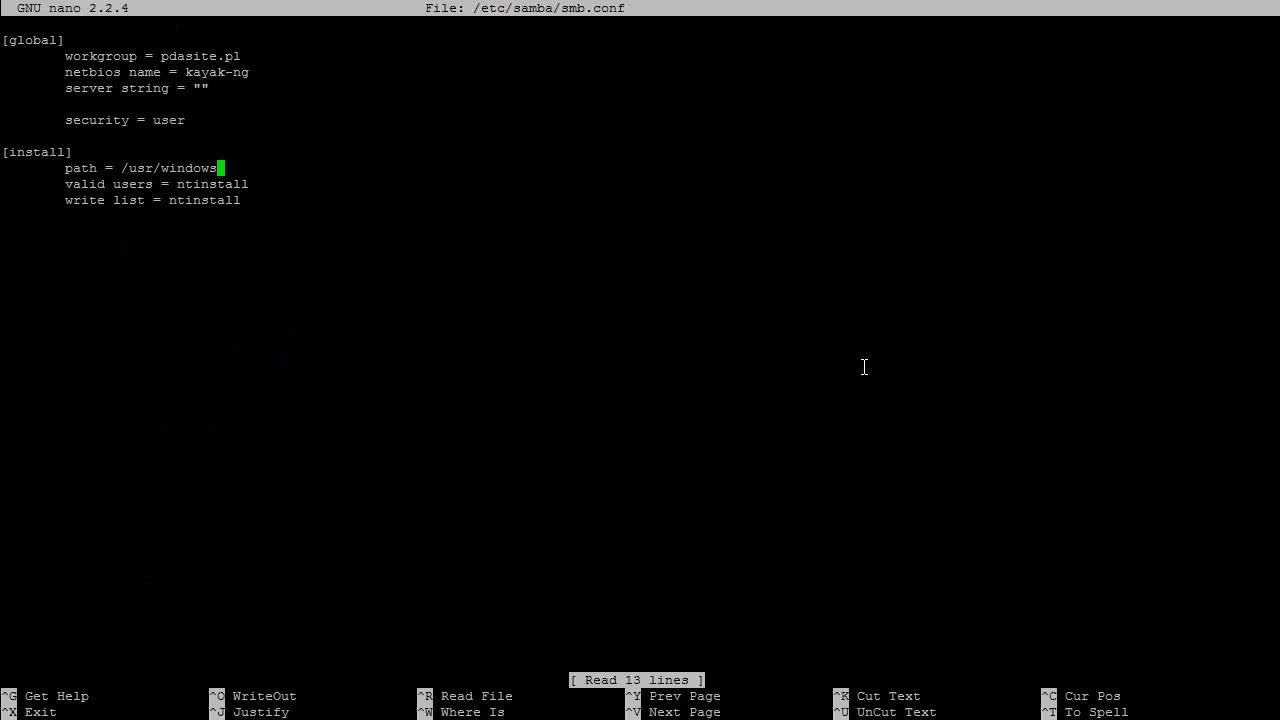 GNU nano 2.2.4 File: /etc/samba/smb.conf
[global]
workgroup = pdasite.pl
netbios name = kayak-ng
server string = ""
security = user
[install]
path = /usr/windows
valid users = ntinstall
write list = ntinstall
[ Read 13 lines ]
^G Get Help ^O WriteOut ^R Read File ^Y Prev Page ^K Cut Text ^C Cur Pos
^X Exit ^J Justify ^W Where Is ^V Next Page ^U UnCut Text ^T To Spell